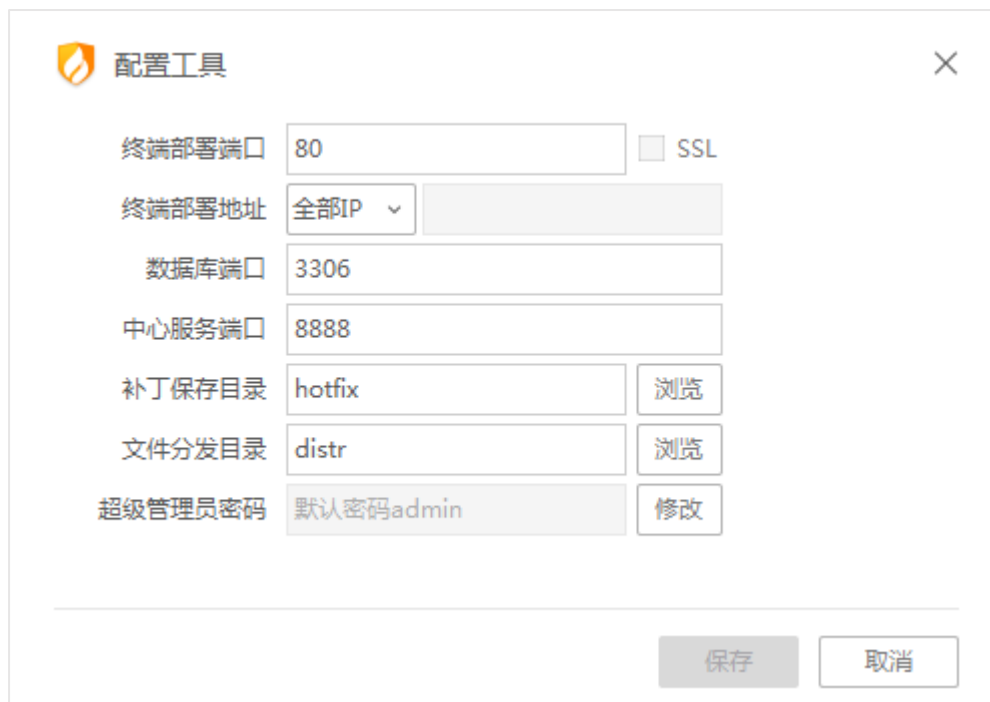 配置工具
终端部署端口 80 SSL
终端部署地址 全部IP
数据库端口 3306
中心服务端口 8888
补丁保存目录 hotfix 浏览
文件分发目录 distr 浏览
超级管理员密码 默认密码admin 修改
保存 取消